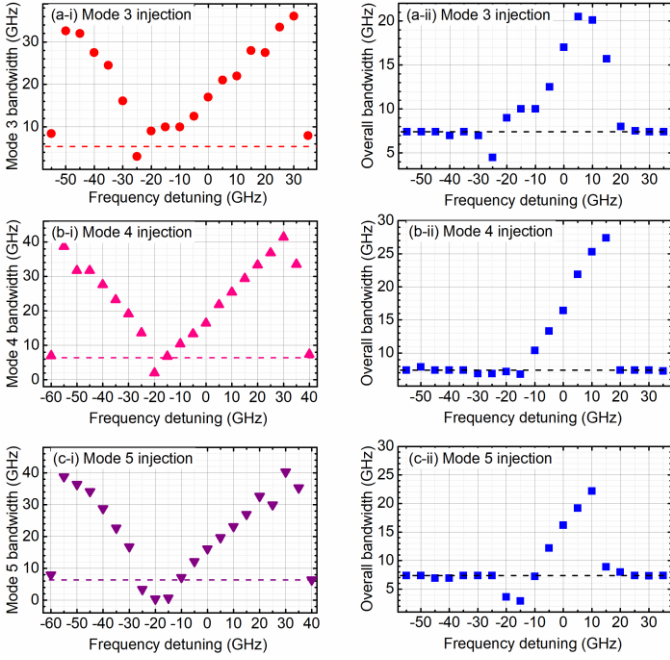 (a-i) Mode 3 injection
Mode 3 bandwidth (GHz)
30
20
10
-50 -40 -30 -20 -10 0 10 20 30
Frequency detuning (GHz)
(a-ii) Mode 3 injection
Overall bandwidth (GHz)
20
15
10
5
-50 -40 -30 -20 -10 0 10 20 30
Frequency detuning (GHz)
(b-i) Mode 4 injection
Mode 4 bandwidth (GHz)
40
30
20
10
0
-60 -50 -40 -30 -20 -10 0 10 20 30 40
Frequency detuning (GHz)
(b-ii) Mode 4 injection
Overall bandwidth (GHz)
30
25
20
15
10
-50 -40 -30 -20 -10 0 10 20 30
Frequency detuning (GHz)
(c-i) Mode 5 injection
Mode 5 bandwidth (GHz)
40
30
20
10
0
-60 -50 -40 -30 -20 -10 0 10 20 30 40
Frequency detuning (GHz)
(c-ii) Mode 5 injection
Overall bandwidth (GHz)
30
25
20
15
10
5
-50 -40 -30 -20 -10 0 10 20 30
Frequency detuning (GHz)